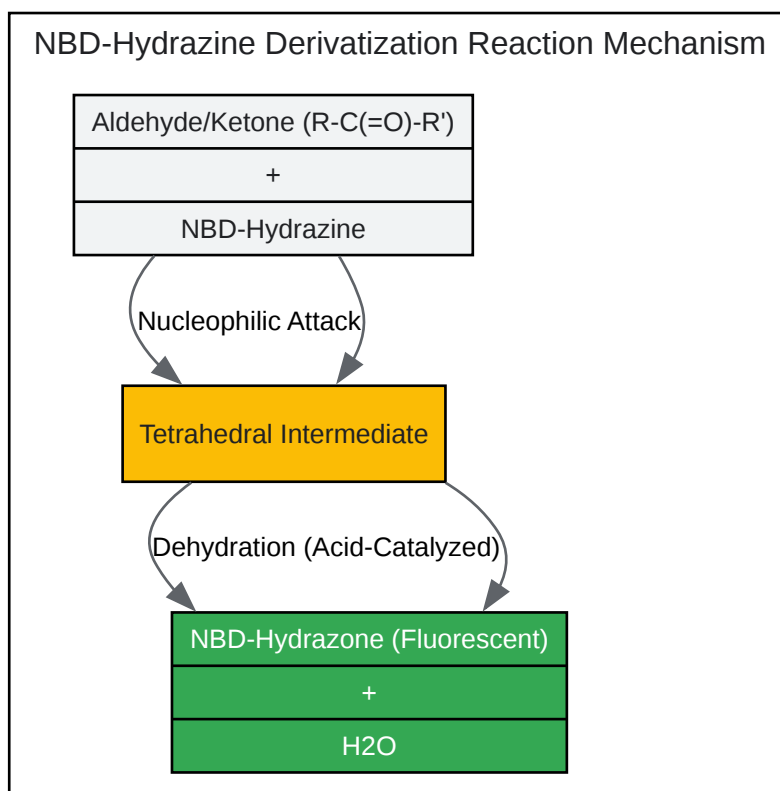 NBD-Hydrazine Derivatization Reaction Mechanism
Aldehyde/Ketone (R-C(=O)-R')
+
NBD-Hydrazine
Nucleophilic Attack
Tetrahedral Intermediate
Dehydration (Acid-Catalyzed)
NBD-Hydrazone (Fluorescent)
+
H2O